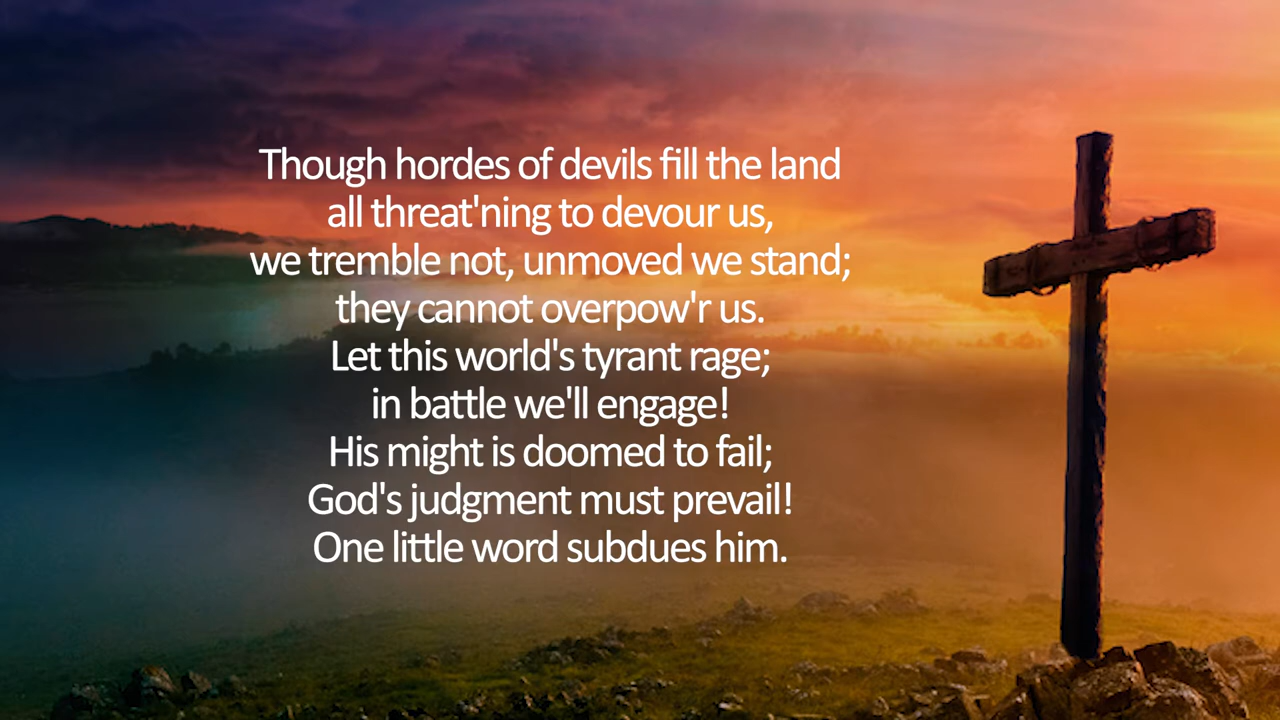 Though hordes of devils fill the land
all threat'ning to devour us,
we tremble not, unmoved we stand;
they cannot overpow'r us.
Let this world's tyrant rage;
in battle we'll engage!
His might is doomed to fail;
God's judgment must prevail!
One little word subdues him.